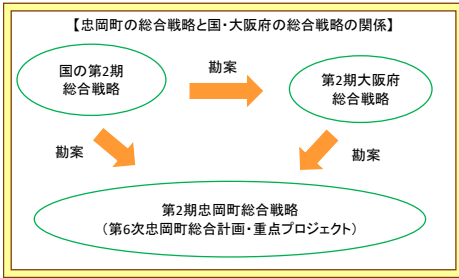 【忠岡町の総合戦略と国・大阪府の総合戦略の関係】
国の第2期
総合戦略
勘案
第2期大阪府
総合戦略
勘案
勘案
第2期忠岡町総合戦略
（第6次忠岡町総合計画・重点プロジェクト）